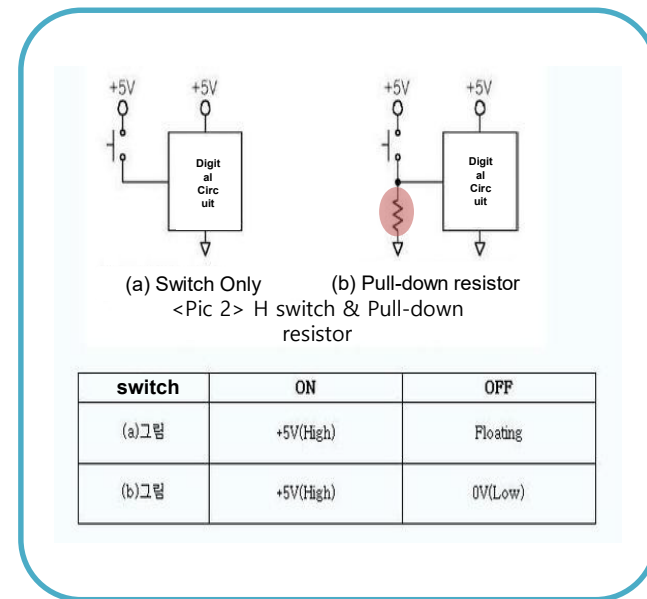 +5V +5V +5V +5V
Digit
al
Circ
uit
Digit
al
Circ
uit
(a) Switch Only (b) Pull-down resistor
<Pic 2> H switch & Pull-down
resistor
switch ON OFF
(a)그림 +5V(High) Floating
(b)그림 +5V(High) 0V(Low)